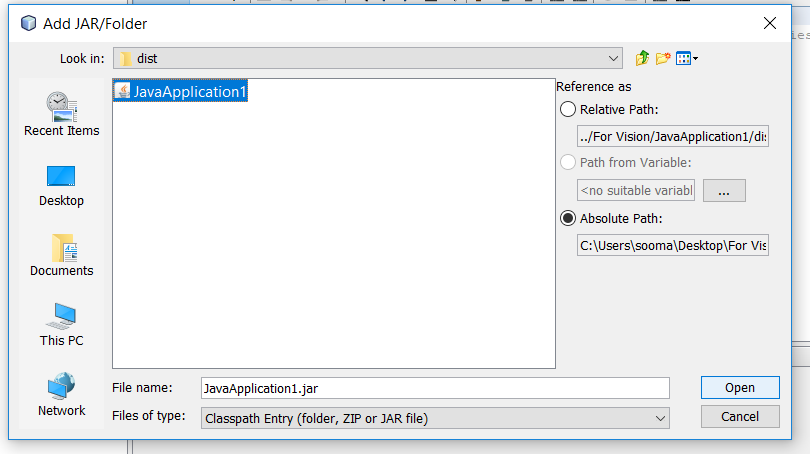 Add JAR/Folder
Look in: dist
JavaApplication1
Recent Items
Desktop
Documents
This PC
Network
Reference as
Relative Path:
../For Vision/JavaApplication1/dis
Path from Variable:
<no suitable variabl
...
Absolute Path:
C:\Users\sooma\Desktop\For Vis
File name: JavaApplication1.jar
Open
Files of type: Classpath Entry (folder, ZIP or JAR file)
Cancel